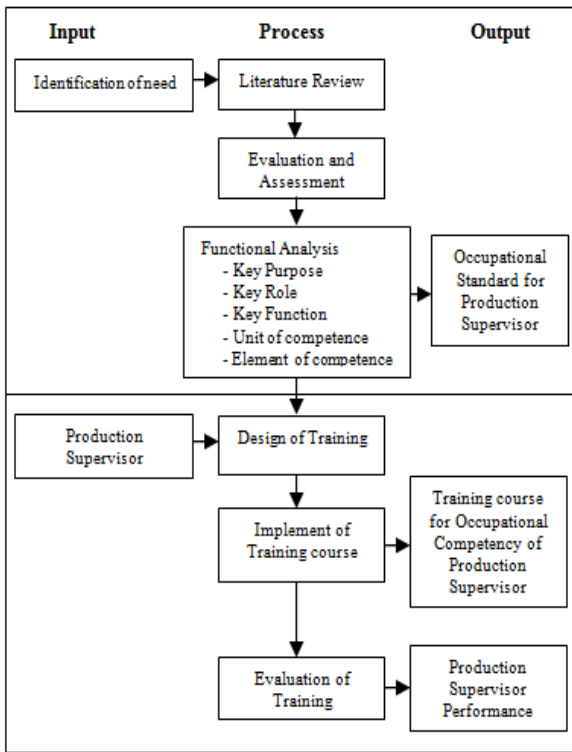 Input Process Output
Identification of need
Literature Review
Evaluation and
Assessment
Functional Analysis
- Key Purpose
- Key Role
- Key Function
- Unit of competence
- Element of competence
Occupational
Standard for
Production
Supervisor
Production
Supervisor
Design of Training
Implement of
Training course
Training course
for Occupational
Competency of
Production
Supervisor
Evaluation of
Training
Production
Supervisor
Performance